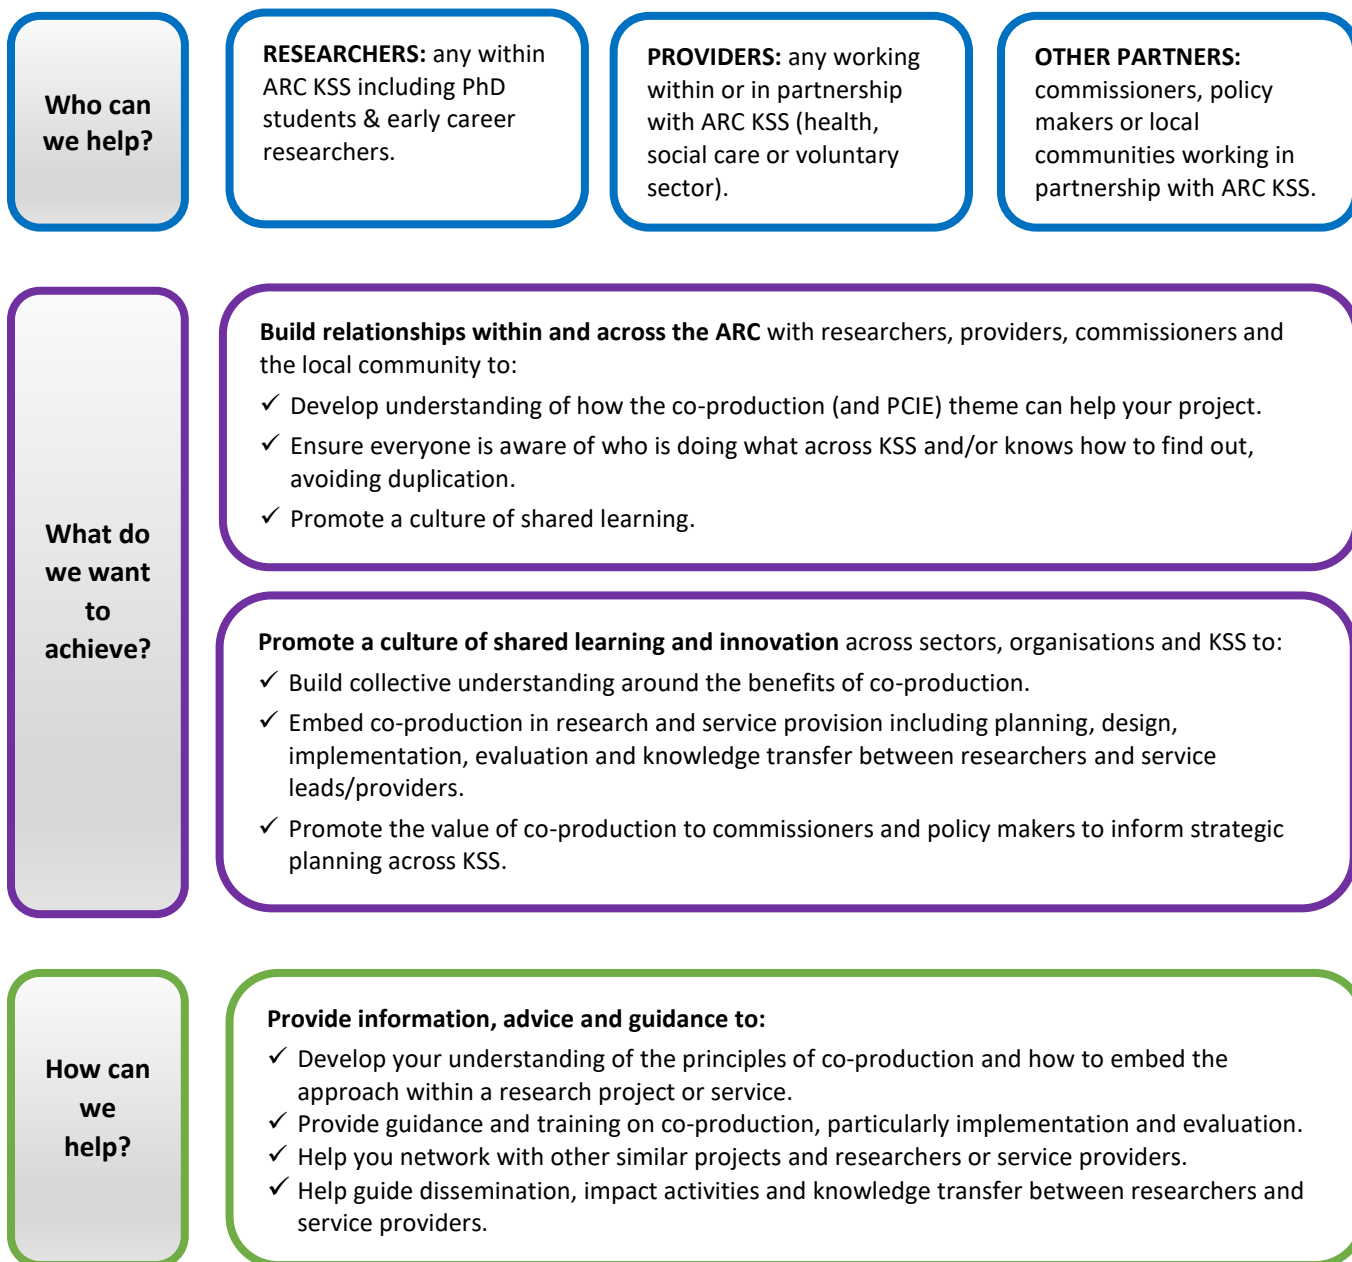 Who can
we help?
RESEARCHERS: any within
ARC KSS including PhD
students & early career
researchers.
PROVIDERS: any working
within or in partnership
with ARC KSS (health,
social care or voluntary
sector).
OTHER PARTNERS:
commissioners, policy
makers or local
communities working in
partnership with ARC KSS.
What do
we want
to
achieve?
Build relationships within and across the ARC with researchers, providers, commissioners and
the local community to:
✓ Develop understanding of how the co-production (and PCIE) theme can help your project.
✓ Ensure everyone is aware of who is doing what across KSS and/or knows how to find out,
avoiding duplication.
✓ Promote a culture of shared learning.
Promote a culture of shared learning and innovation across sectors, organisations and KSS to:
✓ Build collective understanding around the benefits of co-production.
✓ Embed co-production in research and service provision including planning, design,
implementation, evaluation and knowledge transfer between researchers and service
leads/providers.
✓ Promote the value of co-production to commissioners and policy makers to inform strategic
planning across KSS.
How can
we
help?
Provide information, advice and guidance to:
✓ Develop your understanding of the principles of co-production and how to embed the
approach within a research project or service.
✓ Provide guidance and training on co-production, particularly implementation and evaluation.
✓ Help you network with other similar projects and researchers or service providers.
✓ Help guide dissemination, impact activities and knowledge transfer between researchers and
service providers.